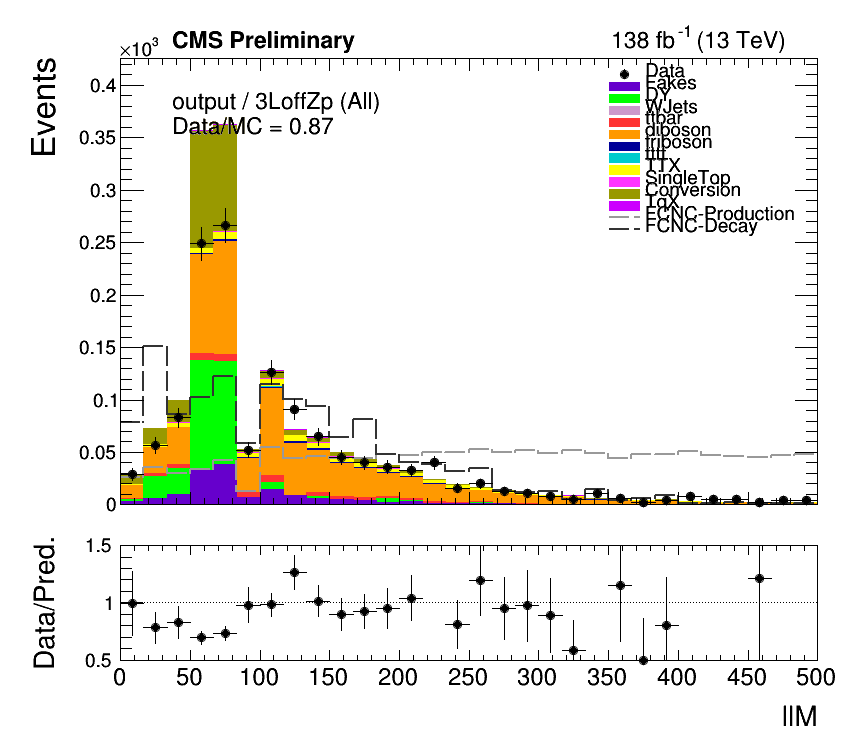 ×10³ CMS Preliminary 138 fb⁻¹ (13 TeV)
Events
output / 3LoffZp (All)
Data/MC = 0.87
Data
Fakes
DY
WJets
ttbar
diboson
triboson
tttt
TTX
SingleTop
Conversion
TqX
FCNC-Production
FCNC-Decay
0.4
0.35
0.3
0.25
0.2
0.15
0.1
0.05
0
Data/Pred.
1.5
1
0.5
0 50 100 150 200 250 300 350 400 450 500
llM